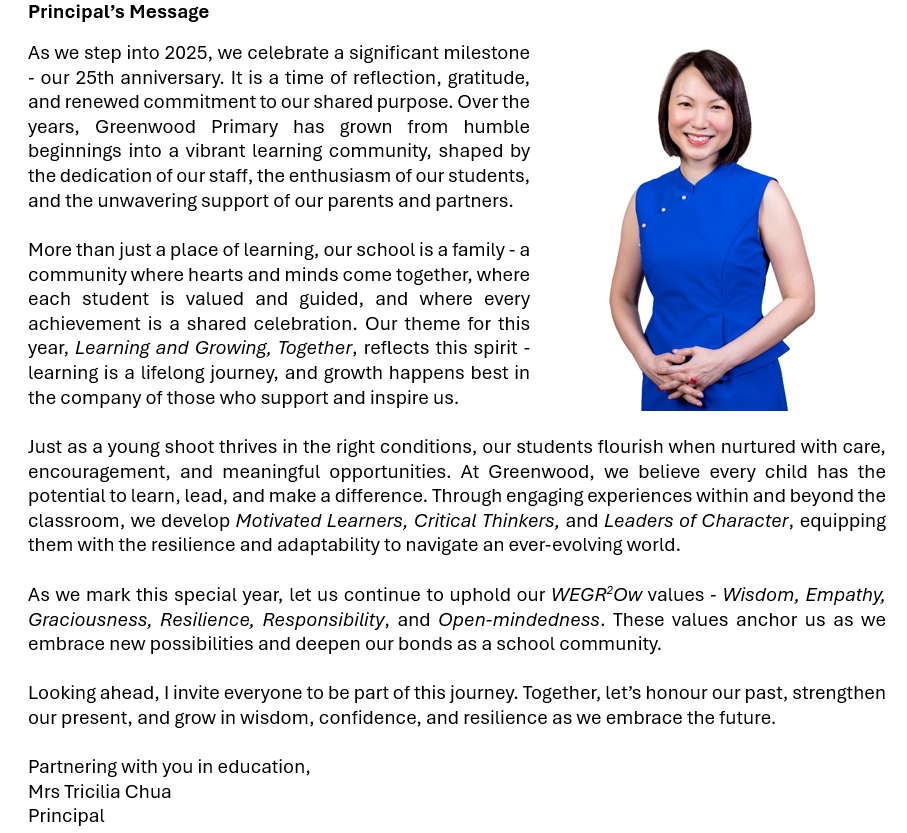 Principal’s Message
As we step into 2025, we celebrate a significant milestone
- our 25th anniversary. It is a time of reflection, gratitude,
and renewed commitment to our shared purpose. Over the
years, Greenwood Primary has grown from humble
beginnings into a vibrant learning community, shaped by
the dedication of our staff, the enthusiasm of our students,
and the unwavering support of our parents and partners.
More than just a place of learning, our school is a family - a
community where hearts and minds come together, where
each student is valued and guided, and where every
achievement is a shared celebration. Our theme for this
year, Learning and Growing, Together, reflects this spirit -
learning is a lifelong journey, and growth happens best in
the company of those who support and inspire us.
Just as a young shoot thrives in the right conditions, our students flourish when nurtured with care,
encouragement, and meaningful opportunities. At Greenwood, we believe every child has the
potential to learn, lead, and make a difference. Through engaging experiences within and beyond the
classroom, we develop Motivated Learners, Critical Thinkers, and Leaders of Character, equipping
them with the resilience and adaptability to navigate an ever-evolving world.
As we mark this special year, let us continue to uphold our WEGR²Ow values - Wisdom, Empathy,
Graciousness, Resilience, Responsibility, and Open-mindedness. These values anchor us as we
embrace new possibilities and deepen our bonds as a school community.
Looking ahead, I invite everyone to be part of this journey. Together, let’s honour our past, strengthen
our present, and grow in wisdom, confidence, and resilience as we embrace the future.
Partnering with you in education,
Mrs Tricilia Chua
Principal